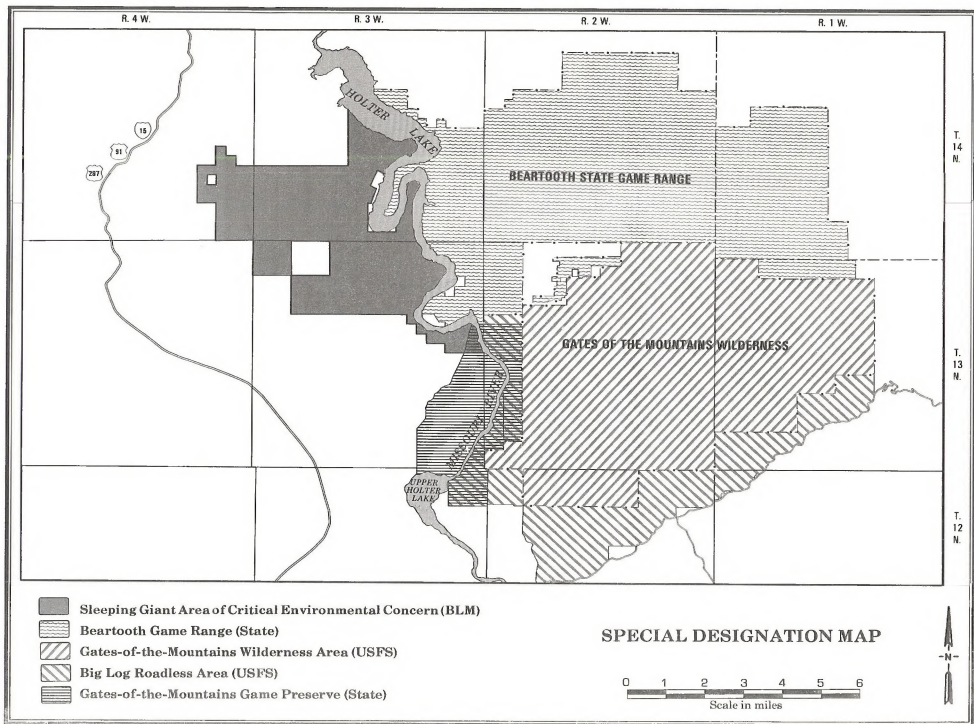 R. 4 W.
R. 3 W.
R. 2 W.
R. 1 W.
HOLTER LAKE
15
91
287
T. 14 N.
BEARTOOTH STATE GAME RANGE
GATES OF THE MOUNTAINS WILDERNESS
T. 13 N.
MISSOURI RIVER
UPPER
HOLTER
LAKE
T. 12 N.
Sleeping Giant Area of Critical Environmental Concern (BLM)
Beartooth Game Range (State)
Gates-of-the-Mountains Wilderness Area (USFS)
Big Log Roadless Area (USFS)
Gates-of-the-Mountains Game Preserve (State)
SPECIAL DESIGNATION MAP
-N-
0 1 2 3 4 5 6
Scale in miles